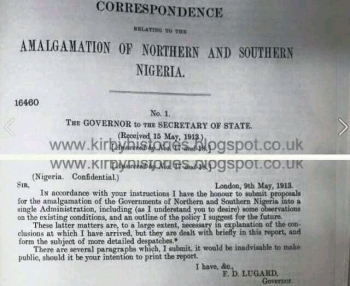 CORRESPONDENCE
RELATING TO THE
AMALGAMATION OF NORTHERN AND SOUTHERN
NIGERIA.
16460
No. 1.
THE GOVERNOR to THE SECRETARY OF STATE.
(Received 15 May, 1913.)
www.kirbyhistories.blogspot.co.uk
www.kirbyhistories.blogspot.co.uk
(Nigeria. Confidential.)
SIR, London, 9th May, 1913.
IN accordance with your instructions I have the honour to submit proposals
for the amalgamation of the Governments of Northern and Southern Nigeria into a
single Administration, including (as I understand you to desire) some observations
on the existing conditions, and an outline of the policy I suggest for the future.
These latter matters are, to a large extent, necessary in explanation of the con-
clusions at which I have arrived, but they are dealt with briefly in this report, and
form the subject of more detailed despatches.*
There are several paragraphs which, I submit, it would be inadvisable to make
public, should it be your intention to print the report.
I have, &c.,
F. D. LUGARD,
Governor.